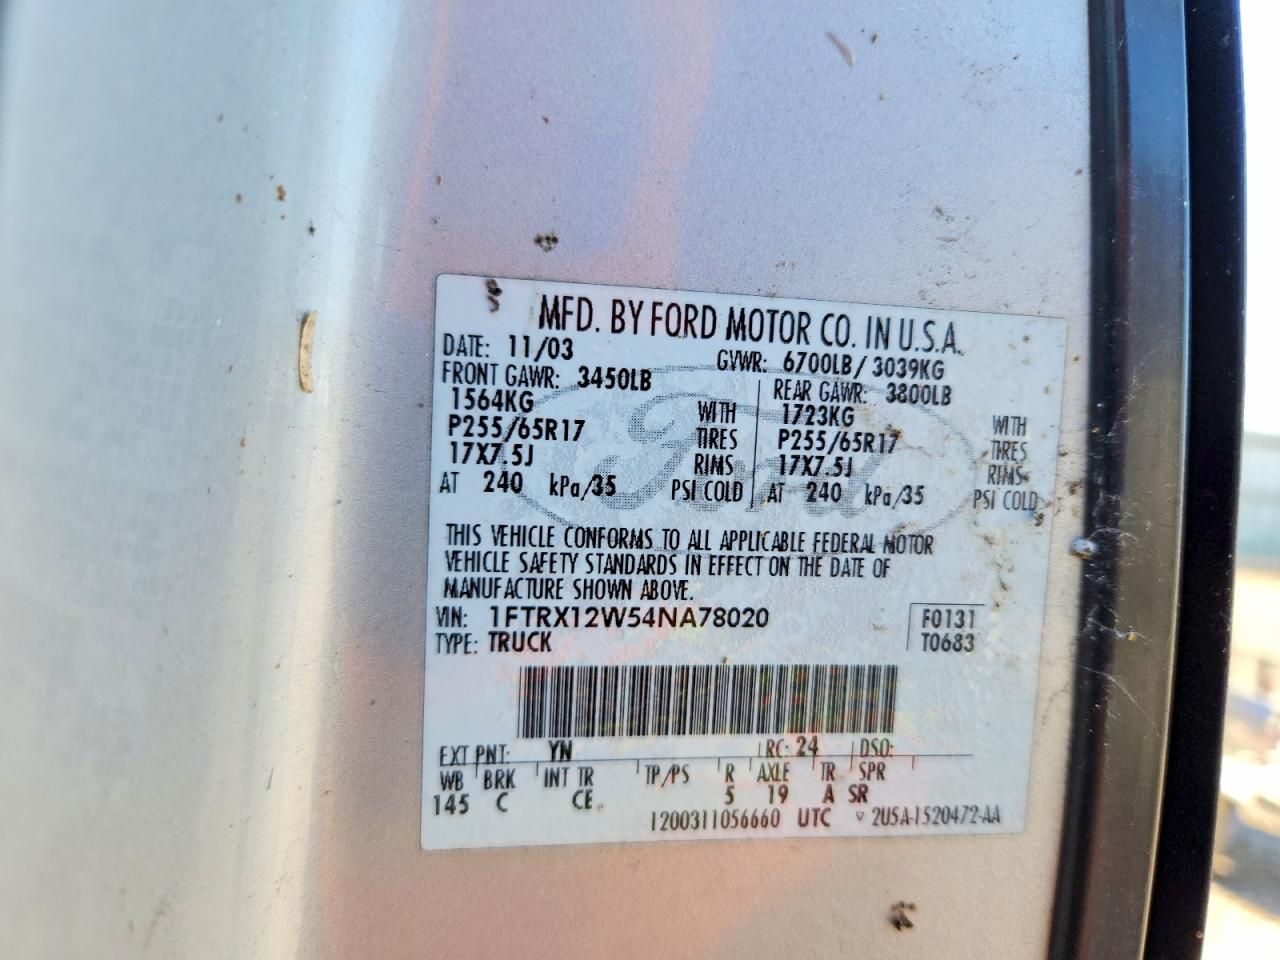 MFD. BY FORD MOTOR CO. IN U.S.A.
DATE: 11/03 GVWR: 6700LB/ 3039KG
FRONT GAWR: 3450LB REAR GAWR: 3800LB
1564KG WITH 1723KG WITH
P255/65R17 TIRES P255/65R17 TIRES
17X7.5J RIMS 17X7.5J RIMS
AT 240 kPa/35 PSI COLD AT 240 kPa/35 PSI COLD
Ford
THIS VEHICLE CONFORMS TO ALL APPLICABLE FEDERAL MOTOR
VEHICLE SAFETY STANDARDS IN EFFECT ON THE DATE OF
MANUFACTURE SHOWN ABOVE.
VIN: 1FTRX12W54NA78020 F0131
TYPE: TRUCK T0683
EXT PNT: YN RC: 24 DSO:
WB BRK INT TR TP/PS R AXLE TR SPR
145 C CE 5 19 A SR
1200311056660 UTC ▽ 2U5A-1520472-AA